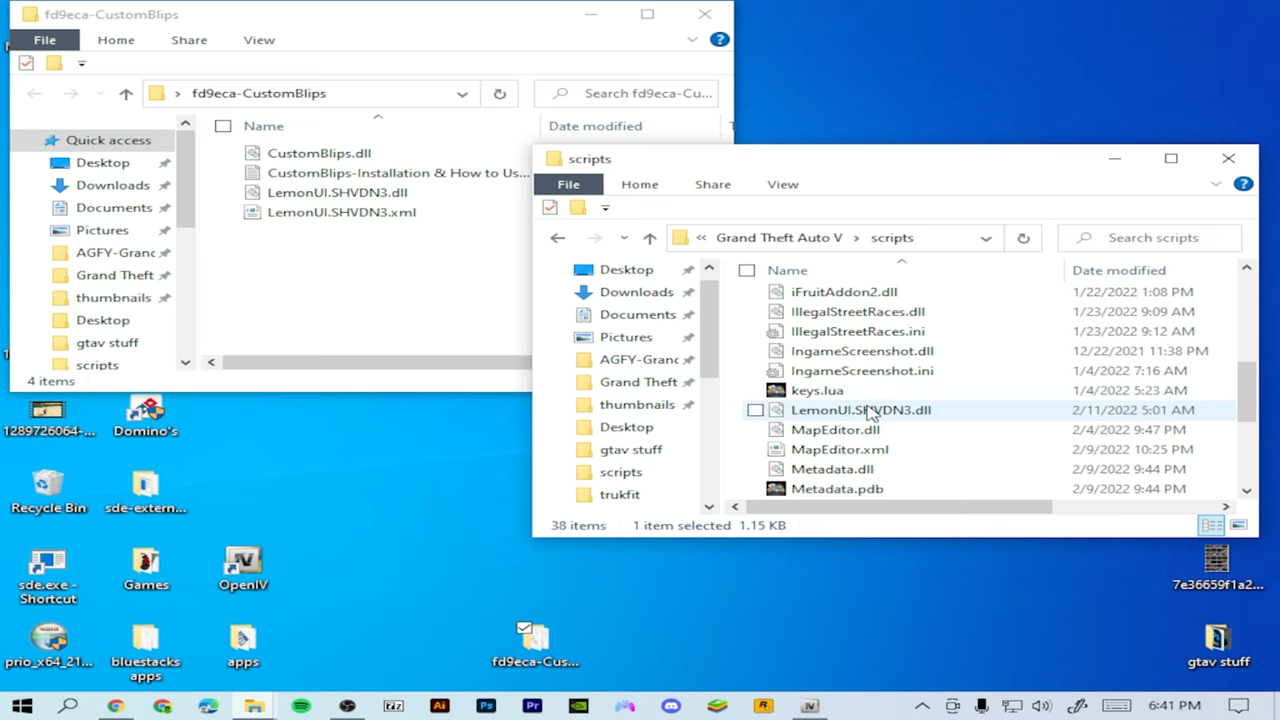 fd9eca-CustomBlips
File Home Share View
fd9eca-CustomBlips
Search fd9eca-Cu...
Name Date modified
Quick access
Desktop
Downloads
Documents
Pictures
AGFY-Granc
Grand Theft
thumbnails
Desktop
gtav stuff
scripts
CustomBlips.dll
CustomBlips-Installation & How to Us...
LemonUI.SHVDN3.dll
LemonUI.SHVDN3.xml
4 items
scripts
File Home Share View
« Grand Theft Auto V › scripts
Search scripts
Name Date modified
Desktop
Downloads
Documents
Pictures
AGFY-Granc
Grand Theft
thumbnails
Desktop
gtav stuff
scripts
trukfit
iFruitAddon2.dll 1/22/2022 1:08 PM
IllegalStreetRaces.dll 1/23/2022 9:09 AM
IllegalStreetRaces.ini 1/23/2022 9:12 AM
IngameScreenshot.dll 12/22/2021 11:38 PM
IngameScreenshot.ini 1/4/2022 7:16 AM
keys.lua 1/4/2022 5:23 AM
LemonUI.SHVDN3.dll 2/11/2022 5:01 AM
MapEditor.dll 2/4/2022 9:47 PM
MapEditor.xml 2/9/2022 10:25 PM
Metadata.dll 2/9/2022 9:44 PM
Metadata.pdb 2/9/2022 9:44 PM
38 items 1 item selected 1.15 KB
1289726064-... Domino's
Recycle Bin sde-extern...
sde.exe - Shortcut
Games
OpenIV
prio_x64_21...
bluestacks apps
apps
fd9eca-Cus...
7e36659f1a2...
gtav stuff
6:41 PM